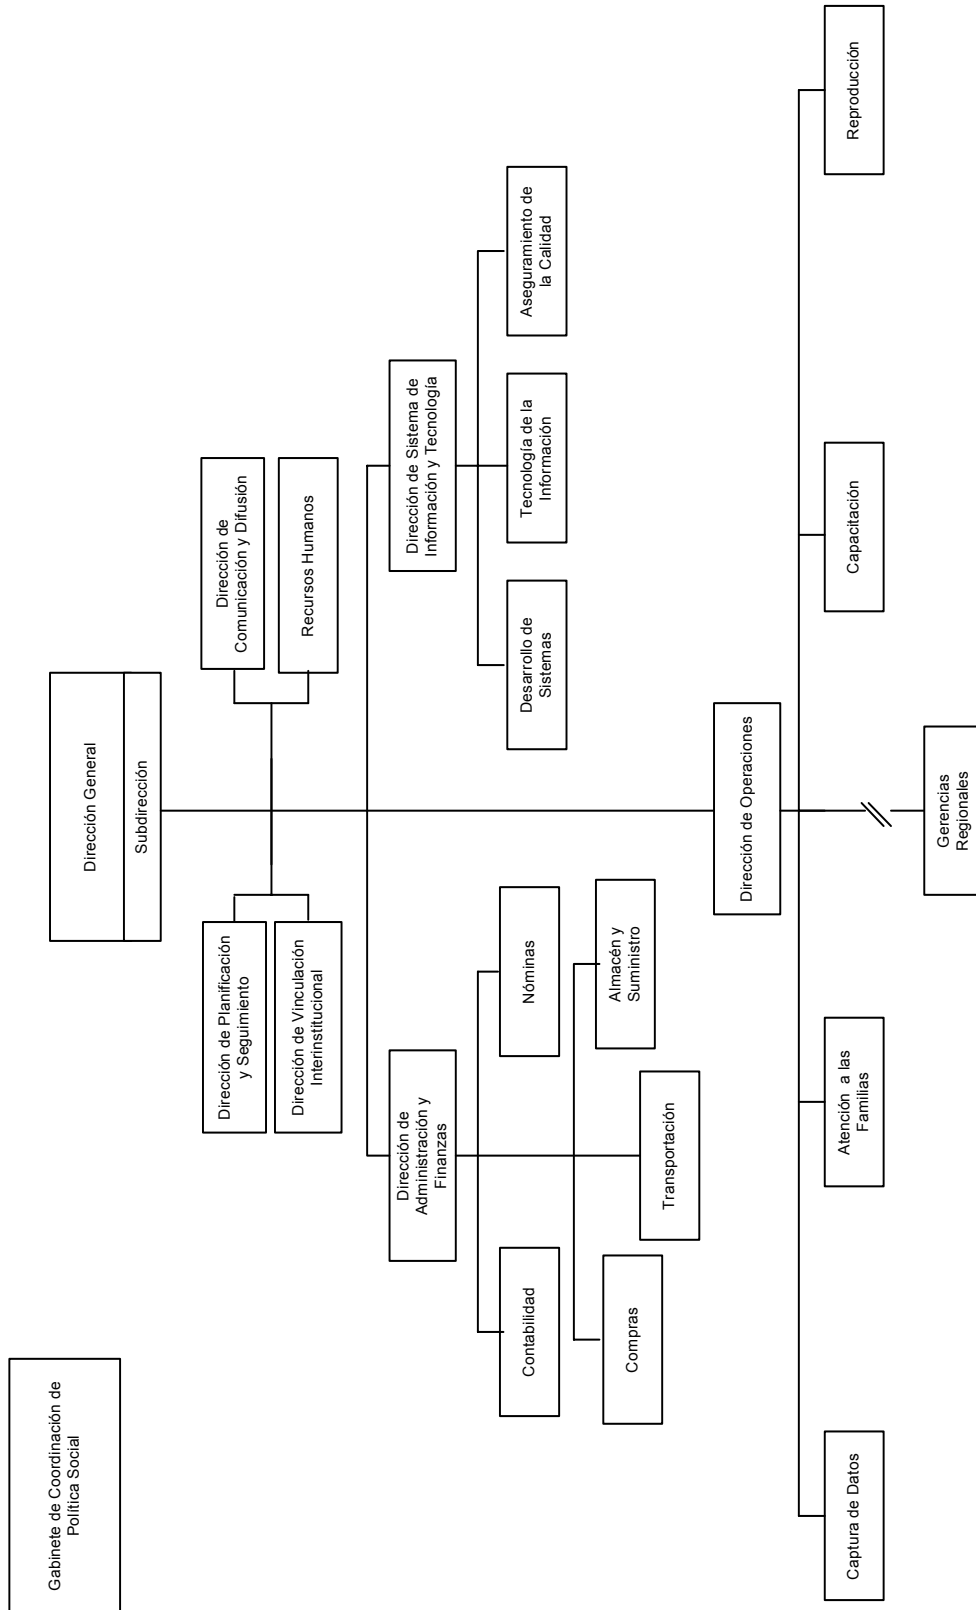 Gabinete de Coordinación de
Política Social
Dirección General
Subdirección
Dirección de Planificación
y Seguimiento
Dirección de Vinculación
Interinstitucional
Dirección de
Comunicación y Difusión
Recursos Humanos
Dirección de
Administración y
Finanzas
Dirección de Sistema de
Información y Tecnología
Contabilidad
Nóminas
Desarrollo de
Sistemas
Tecnología de la
Información
Aseguramiento de
la Calidad
Compras
Transportación
Almacén y
Suministro
Dirección de Operaciones
Captura de Datos
Atención a las
Familias
Capacitación
Reproducción
Gerencias
Regionales